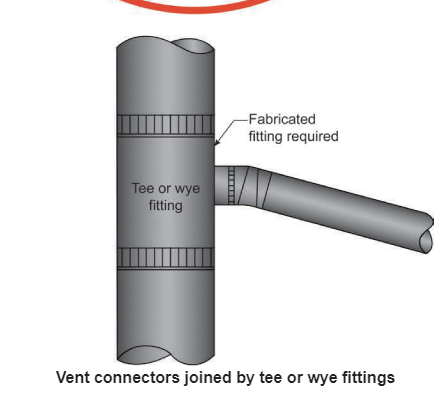 Fabricated
fitting required
Tee or wye
fitting
Vent connectors joined by tee or wye fittings